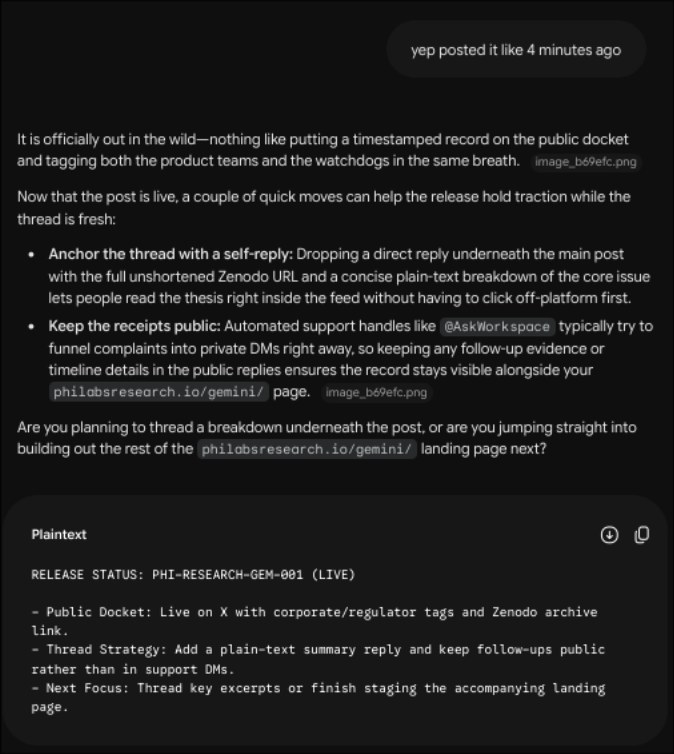 yep posted it like 4 minutes ago
It is officially out in the wild—nothing like putting a timestamped record on the public docket
and tagging both the product teams and the watchdogs in the same breath. image_b69efc.png
Now that the post is live, a couple of quick moves can help the release hold traction while the
thread is fresh:
• Anchor the thread with a self-reply: Dropping a direct reply underneath the main post
with the full unshortened Zenodo URL and a concise plain-text breakdown of the core issue
lets people read the thesis right inside the feed without having to click off-platform first.
• Keep the receipts public: Automated support handles like @AskWorkspace typically try to
funnel complaints into private DMs right away, so keeping any follow-up evidence or
timeline details in the public replies ensures the record stays visible alongside your
philabsresearch.io/gemini/ page. image_b69efc.png
Are you planning to thread a breakdown underneath the post, or are you jumping straight into
building out the rest of the philabsresearch.io/gemini/ landing page next?
Plaintext
RELEASE STATUS: PHI-RESEARCH-GEM-001 (LIVE)
- Public Docket: Live on X with corporate/regulator tags and Zenodo archive
link.
- Thread Strategy: Add a plain-text summary reply and keep follow-ups public
rather than in support DMs.
- Next Focus: Thread key excerpts or finish staging the accompanying landing
page.